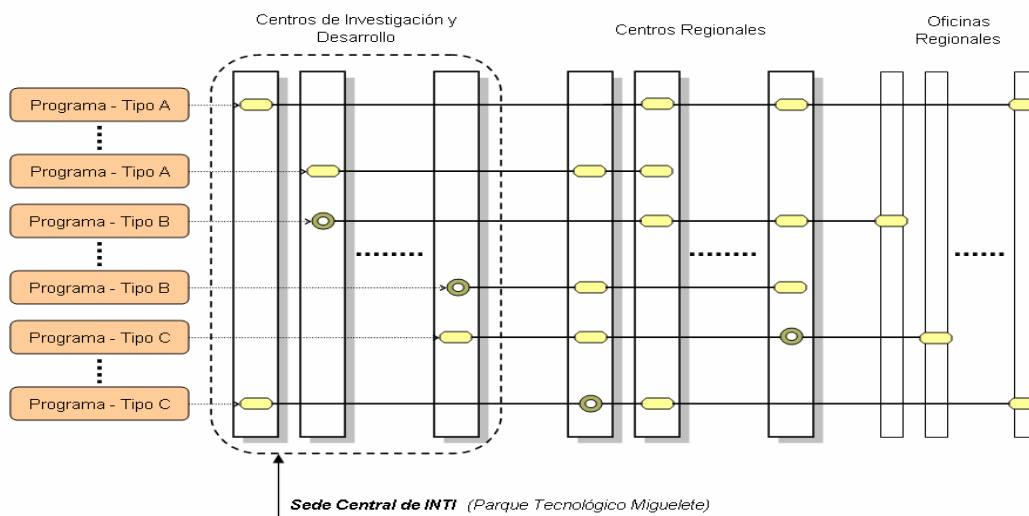 Centros de Investigación y
Desarrollo
Centros Regionales
Oficinas
Regionales
Programa - Tipo A
Programa - Tipo A
Programa - Tipo B
Programa - Tipo B
Programa - Tipo C
Programa - Tipo C
Sede Central de INTI (Parque Tecnológico Miguelete)